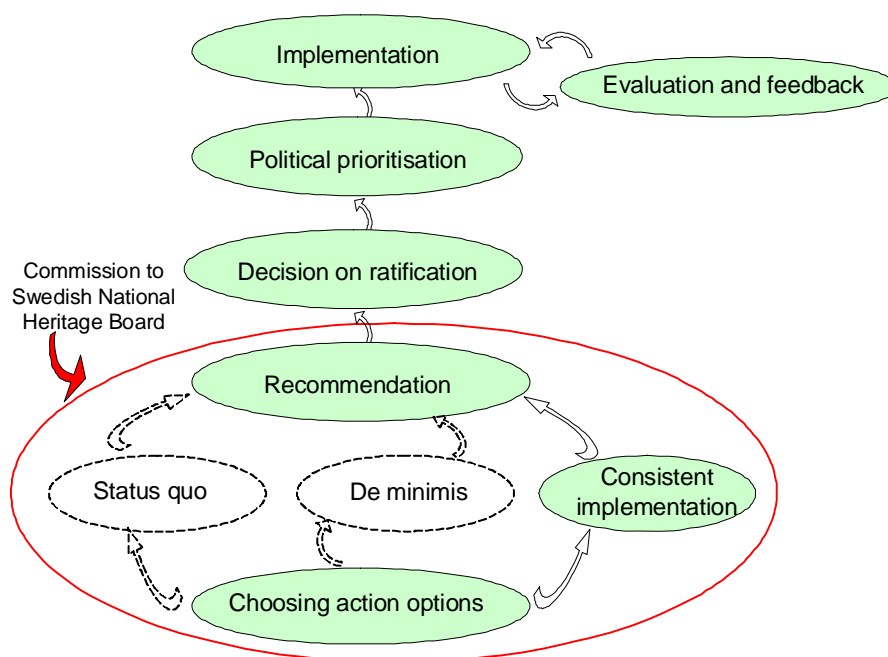 Implementation
Evaluation and feedback
Political prioritisation
Decision on ratification
Commission to
Swedish National
Heritage Board
Recommendation
Status quo
De minimis
Consistent
implementation
Choosing action options